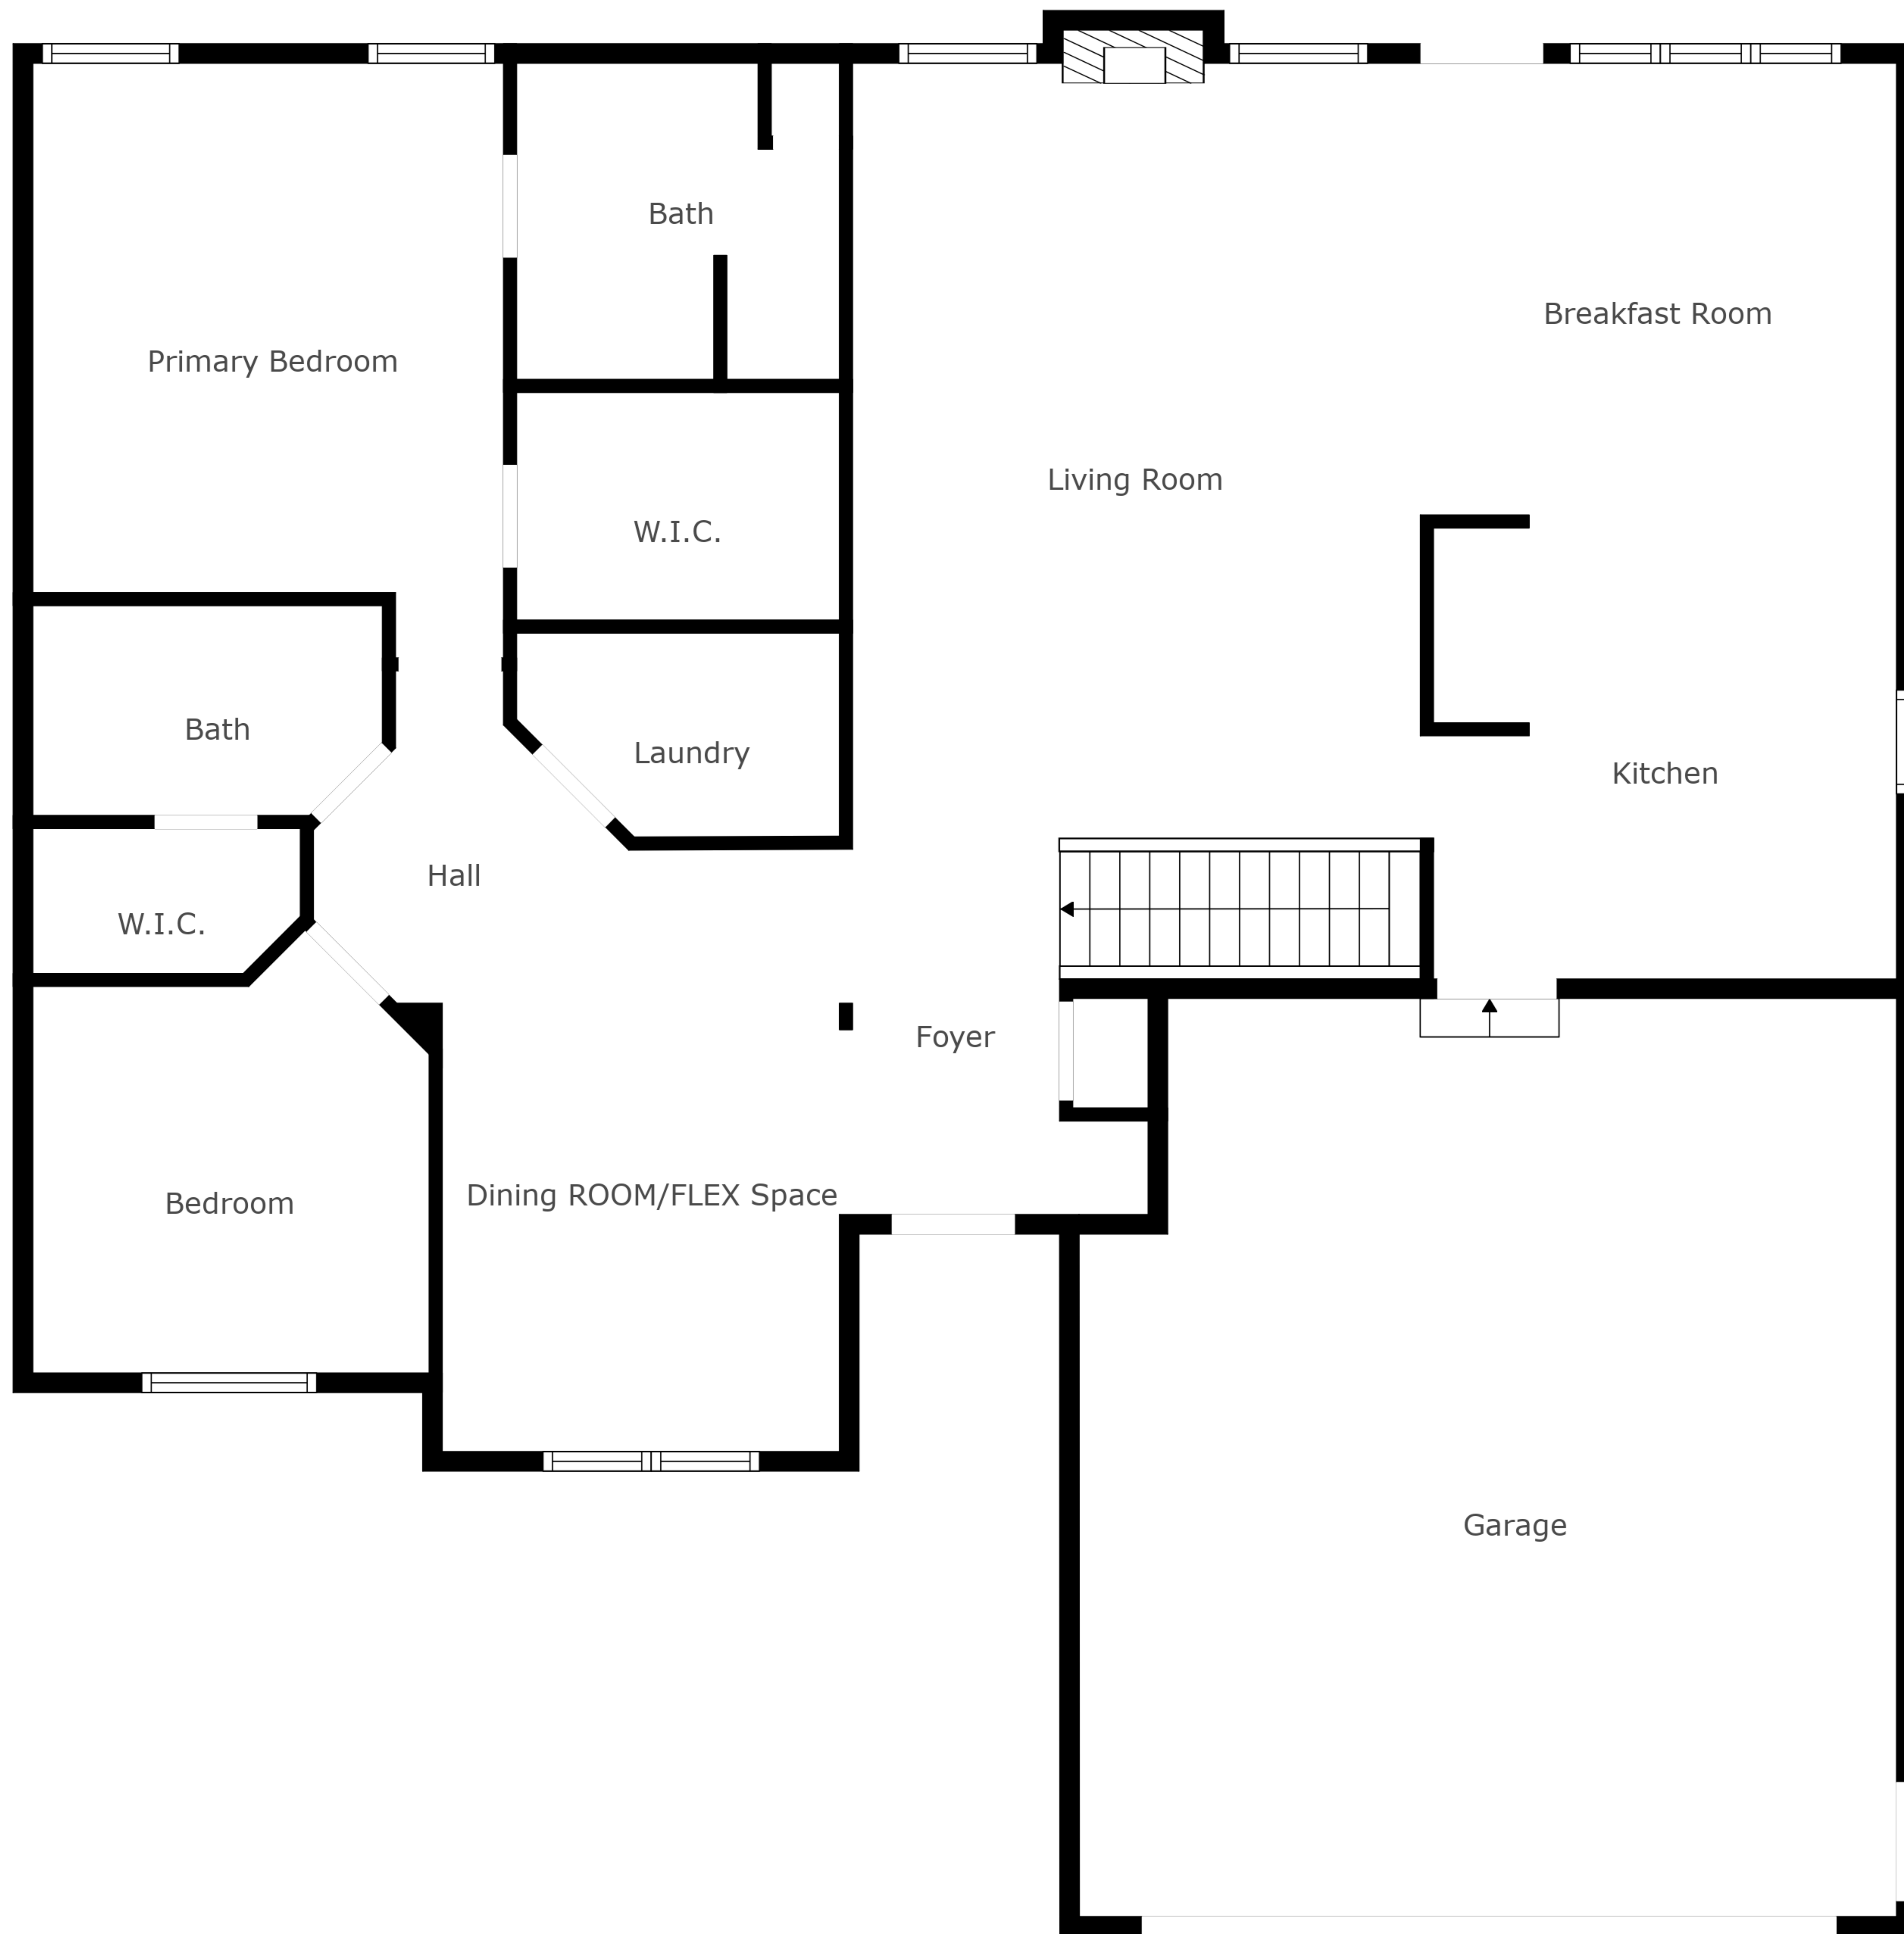 Bath
Breakfast Room
Primary Bedroom
Living Room
W.I.C.
Bath
Laundry
Kitchen
Hall
W.I.C.
Foyer
Bedroom
Dining ROOM/FLEX Space
Garage